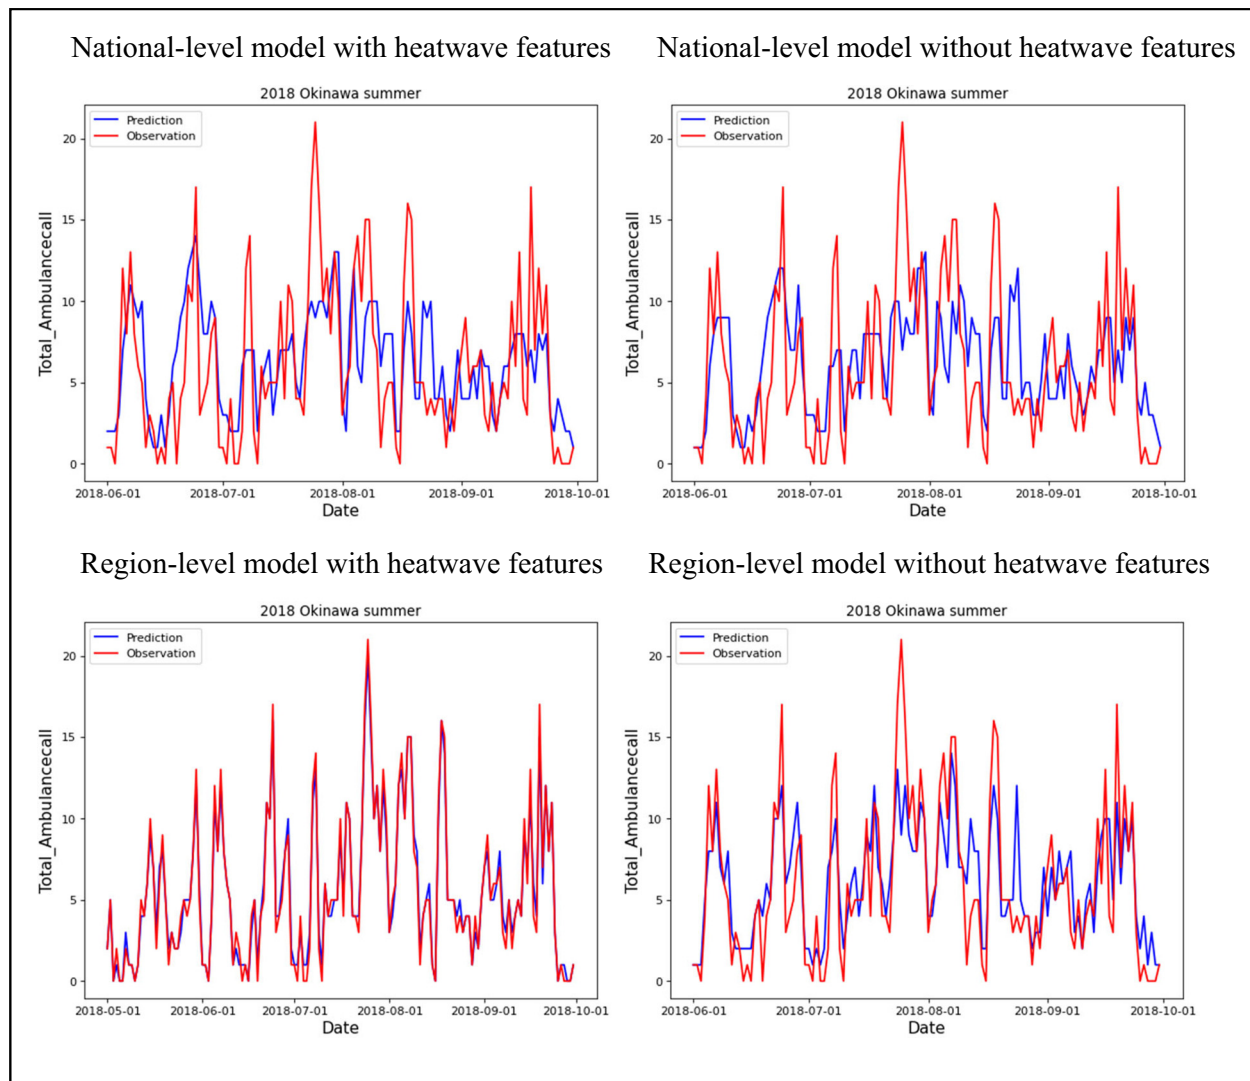 National-level model with heatwave features
National-level model without heatwave features
2018 Okinawa summer
Prediction
Observation
Total_Ambulancecall
20
15
10
5
0
2018-06-01 2018-07-01 2018-08-01 2018-09-01 2018-10-01
Date
2018 Okinawa summer
Prediction
Observation
Total_Ambulancecall
20
15
10
5
0
2018-06-01 2018-07-01 2018-08-01 2018-09-01 2018-10-01
Date
Region-level model with heatwave features
Region-level model without heatwave features
2018 Okinawa summer
Prediction
Observation
Total_Ambulancecall
20
15
10
5
0
2018-05-01 2018-06-01 2018-07-01 2018-08-01 2018-09-01 2018-10-01
Date
2018 Okinawa summer
Prediction
Observation
Total_Ambulancecall
20
15
10
5
0
2018-06-01 2018-07-01 2018-08-01 2018-09-01 2018-10-01
Date